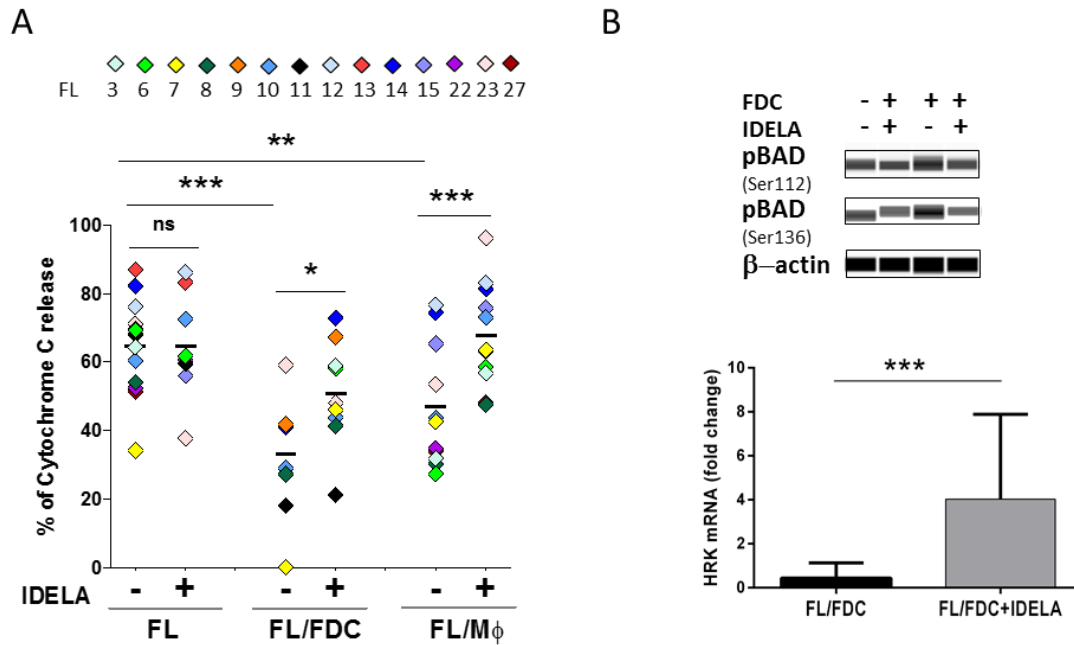 A
B
FL 3 6 7 8 9 10 11 12 13 14 15 22 23 27
**
***
***
ns
*
% of Cytochrome C release
100
80
60
40
20
0
IDELA - + - + - +
FL FL/FDC FL/Mϕ
FDC - + + +
IDELA - + - +
pBAD
(Ser112)
pBAD
(Ser136)
β–actin
***
HRK mRNA (fold change)
10
8
6
4
2
0
FL/FDC FL/FDC+IDELA